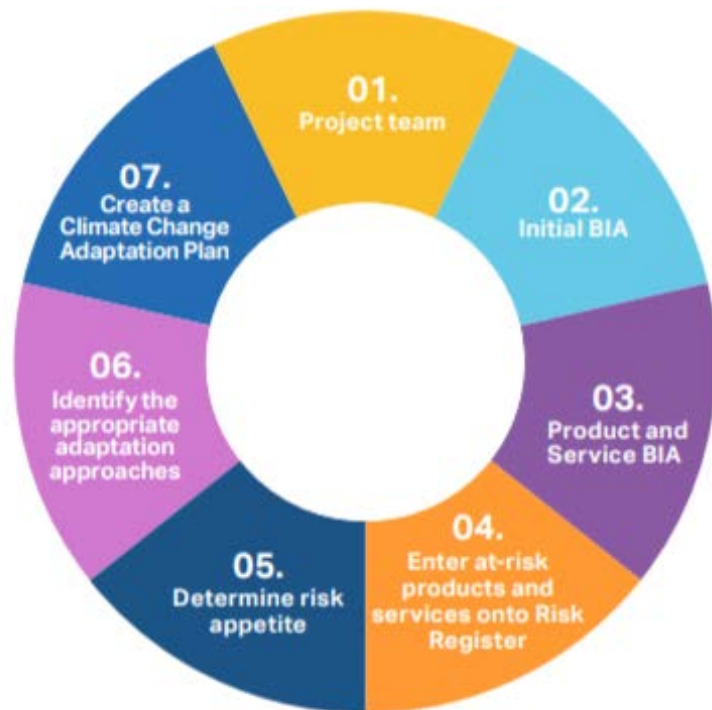 01.
Project team
02.
Initial BIA
03.
Product and
Service BIA
04.
Enter at-risk
products and
services onto Risk
Register
05.
Determine risk
appetite
06.
Identify the
appropriate
adaptation
approaches
07.
Create a
Climate Change
Adaptation Plan